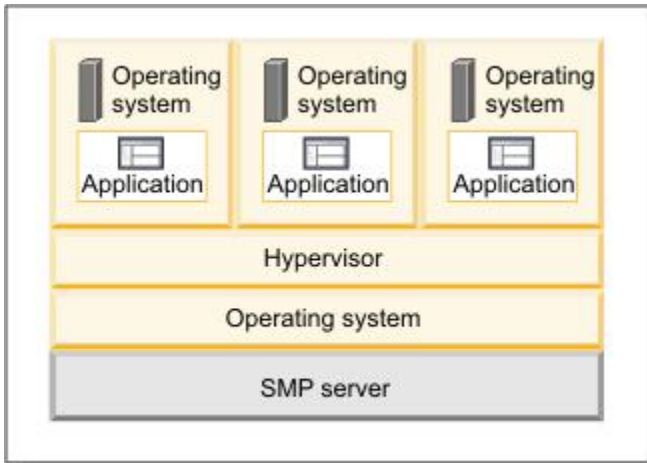 Operating
system
Application
Operating
system
Application
Operating
system
Application
Hypervisor
Operating system
SMP server